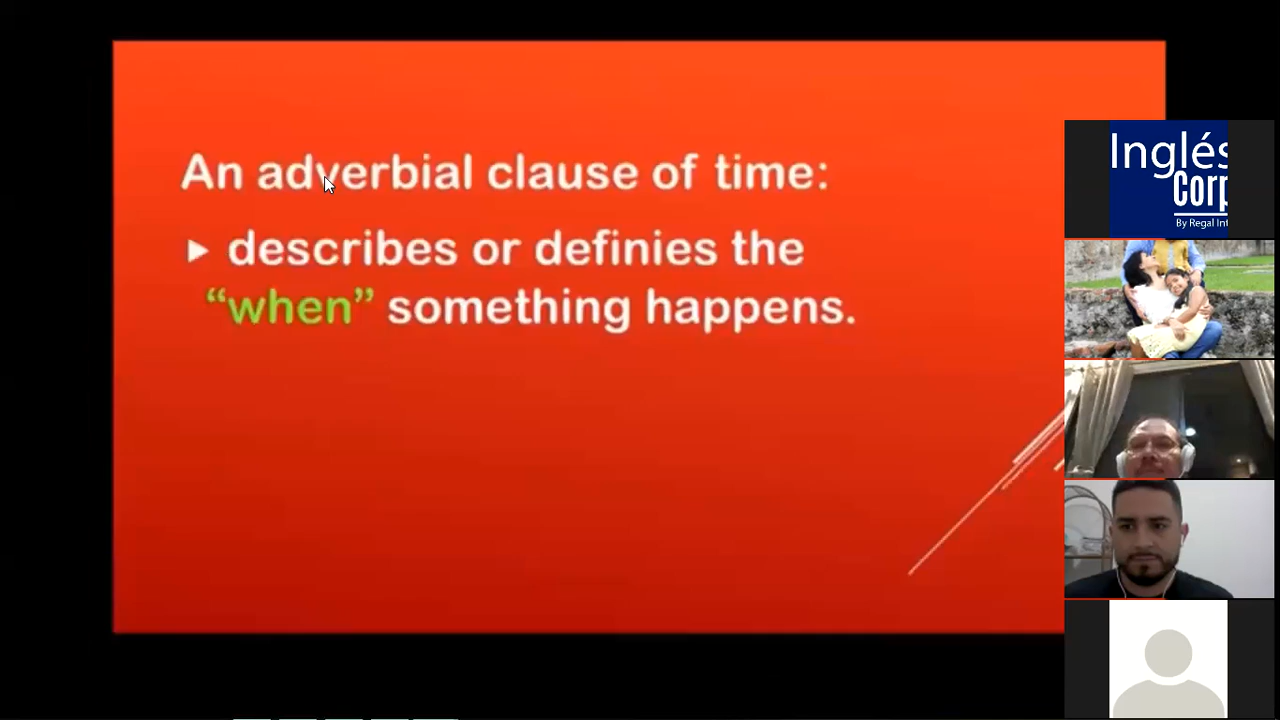 An adverbial clause of time:
describes or definies the
“when” something happens.
Inglés
Corp
By Regal Int